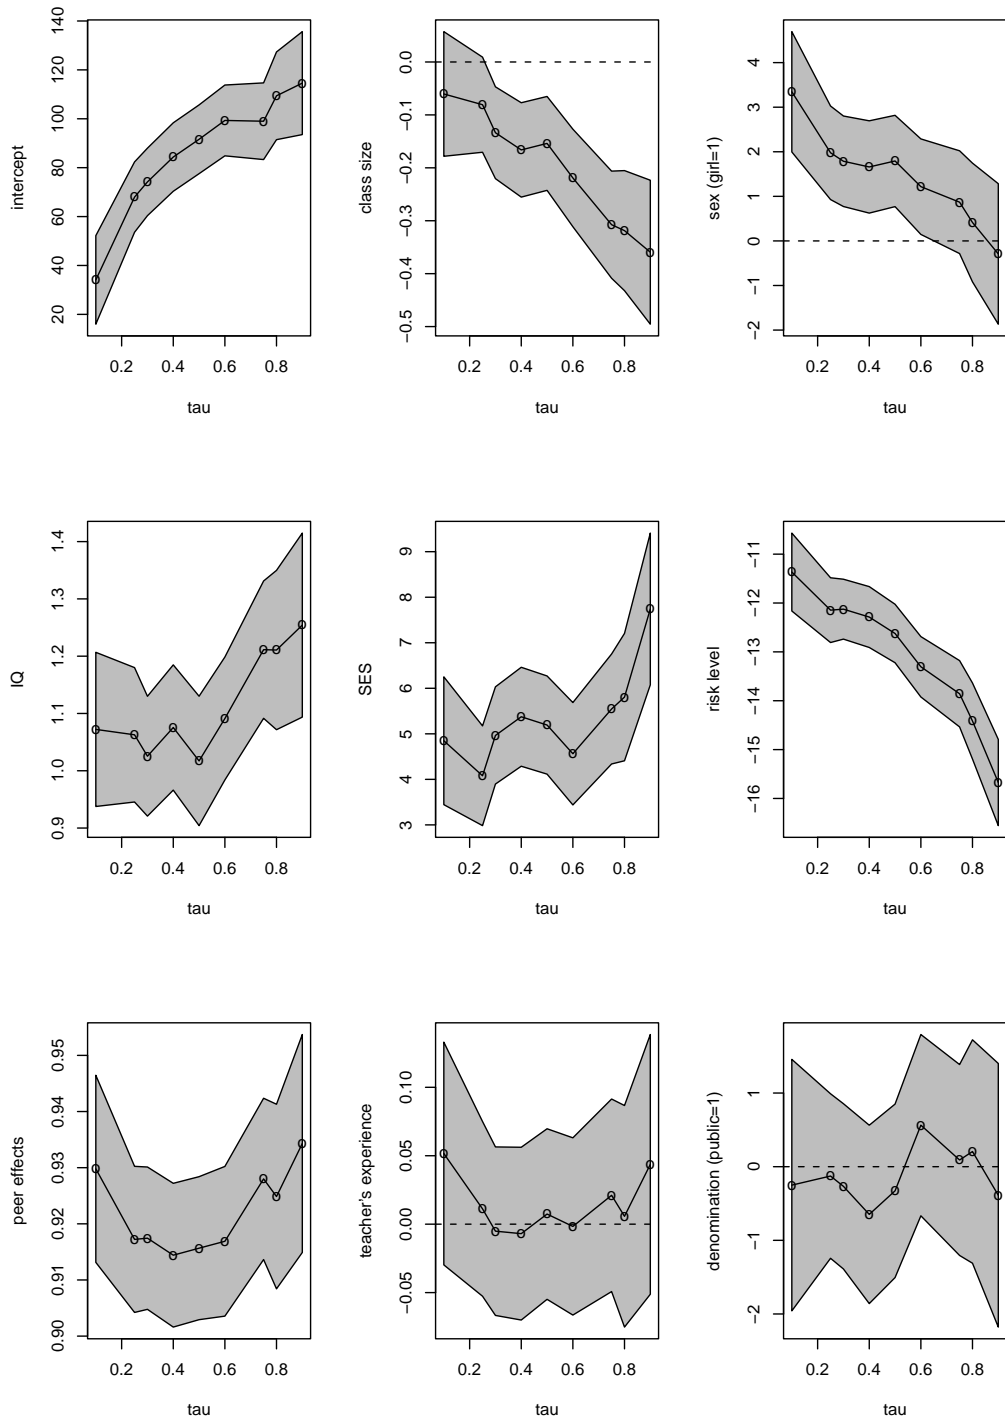 intercept
20 40 60 80 100 120 140
0.2 0.4 0.6 0.8
tau
class size
−0.5 −0.4 −0.3 −0.2 −0.1 0.0
0.2 0.4 0.6 0.8
tau
sex (girl=1)
−2 −1 0 1 2 3 4
0.2 0.4 0.6 0.8
tau
IQ
0.9 1.0 1.1 1.2 1.3 1.4
0.2 0.4 0.6 0.8
tau
SES
3 4 5 6 7 8 9
0.2 0.4 0.6 0.8
tau
risk level
−16 −15 −14 −13 −12 −11
0.2 0.4 0.6 0.8
tau
peer effects
0.90 0.91 0.92 0.93 0.94 0.95
0.2 0.4 0.6 0.8
tau
teacher's experience
−0.05 0.00 0.05 0.10
0.2 0.4 0.6 0.8
tau
denomination (public=1)
−2 −1 0 1
0.2 0.4 0.6 0.8
tau